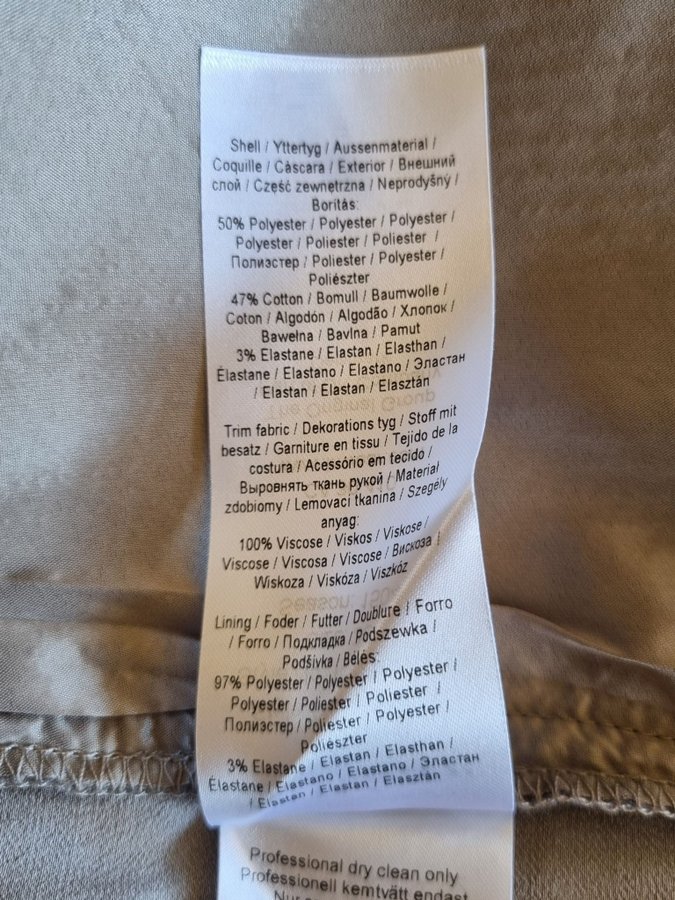 Shell / Yttertyg / Aussenmaterial /
Coquille / Càscara / Exterior / Внешний
слой / Część zewnętrzna / Neprodyšný /
Borítás:
50% Polyester / Polyester / Polyester /
Polyester / Poliester / Poliester /
Полиэстер / Poliester / Polyester /
Poliészter
47% Cotton / Bomull / Baumwolle /
Coton / Algodón / Algodão / Хлопок /
Bawełna / Bavlna / Pamut
3% Elastane / Elastan / Elasthan /
Élastane / Elastano / Elastano / Эластан
/ Elastan / Elastan / Elasztán
Trim fabric / Dekorations tyg / Stoff mit
besatz / Garniture en tissu / Tejido de la
costura / Acessório em tecido /
Выровнять ткань рукой / Materiał
zdobiomy / Lemovací tkanina / Szegély
anyag:
100% Viscose / Viskos / Viskose /
Viscose / Viscosa / Viscose / Вискоза /
Wiskoza / Viskóza / Viszkóz
Lining / Foder / Futter / Doublure / Forro
/ Forro / Подкладка / Podszewka /
Podšívka / Bélés:
97% Polyester / Polyester / Polyester /
Polyester / Poliester / Poliester /
Полиэстер / Poliester / Polyester /
Poliészter
3% Elastane / Elastan / Elasthan /
Élastane / Elastano / Elastano / Эластан
/ Elastan / Elastan / Elasztán
Professional dry clean only
Professionell kemtvätt endast
Nur